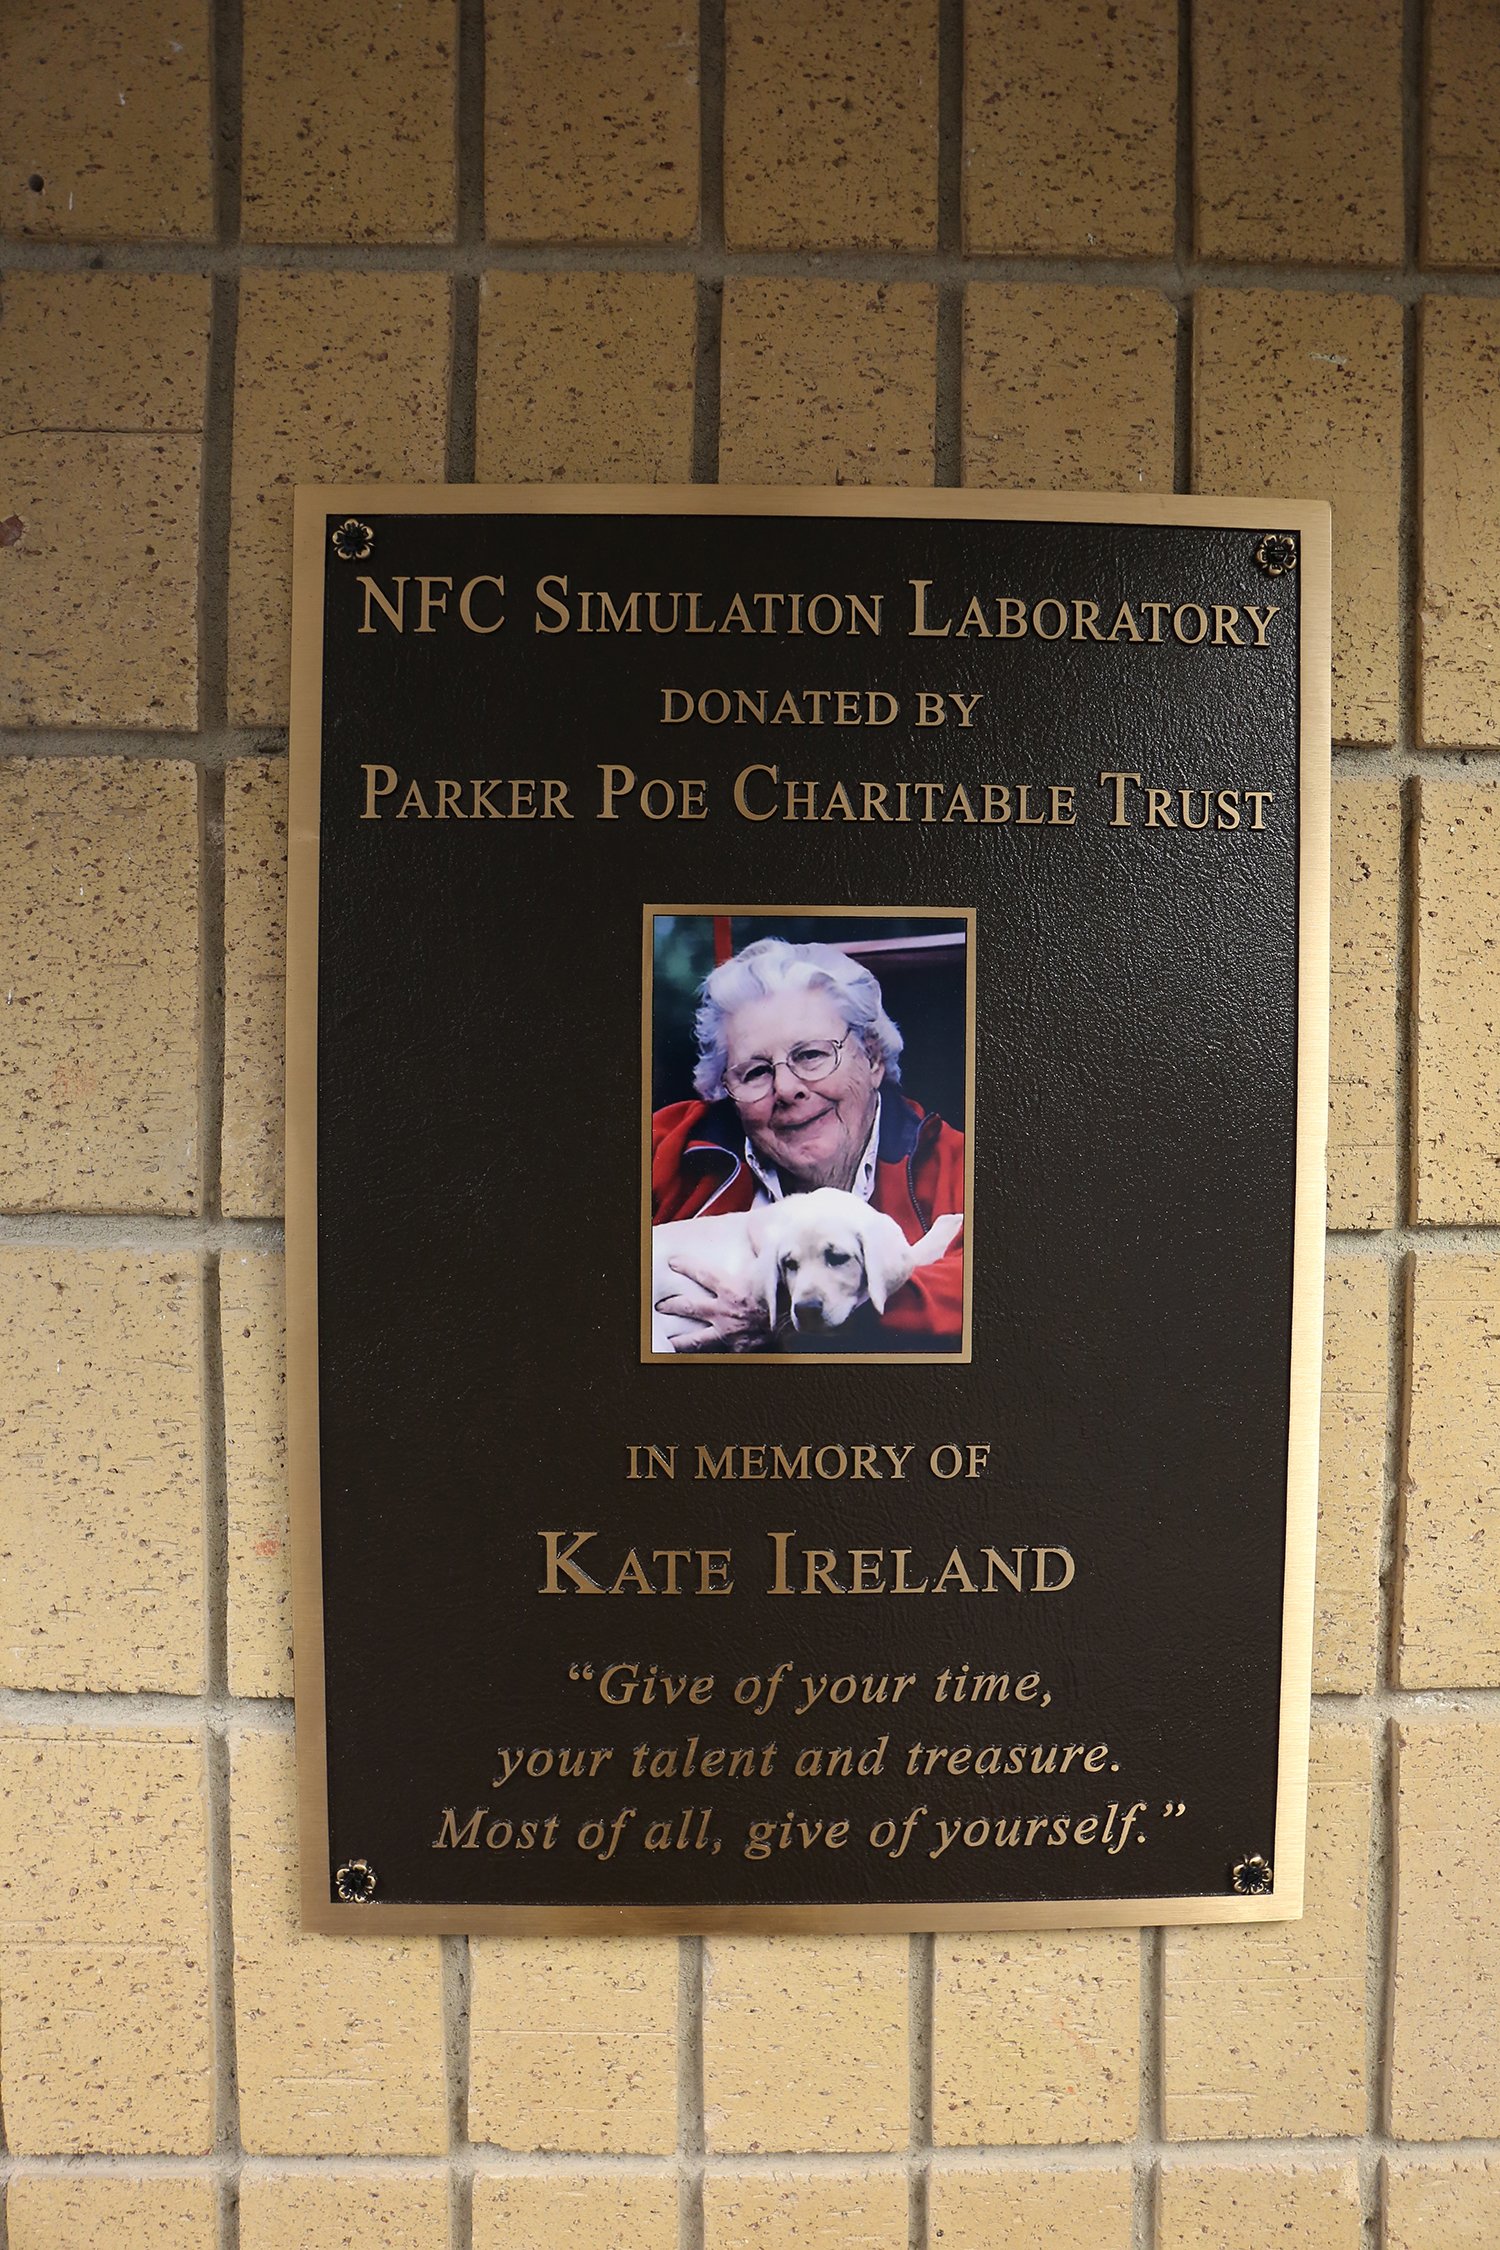 NFC SIMULATION LABORATORY
DONATED BY
PARKER POE CHARITABLE TRUST
IN MEMORY OF
KATE IRELAND
“Give of your time,
your talent and treasure.
Most of all, give of yourself.”